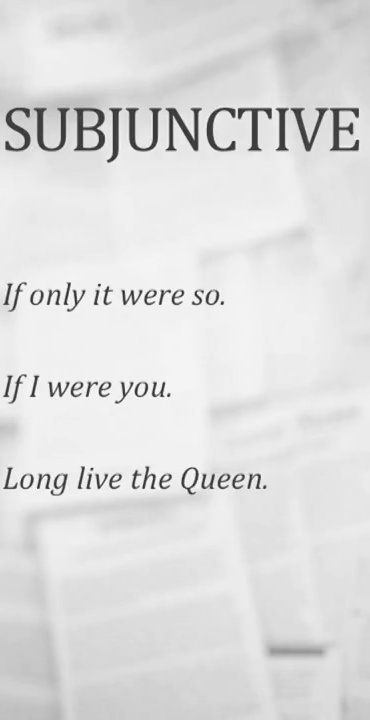 SUBJUNCTIVE
If only it were so.
If I were you.
Long live the Queen.